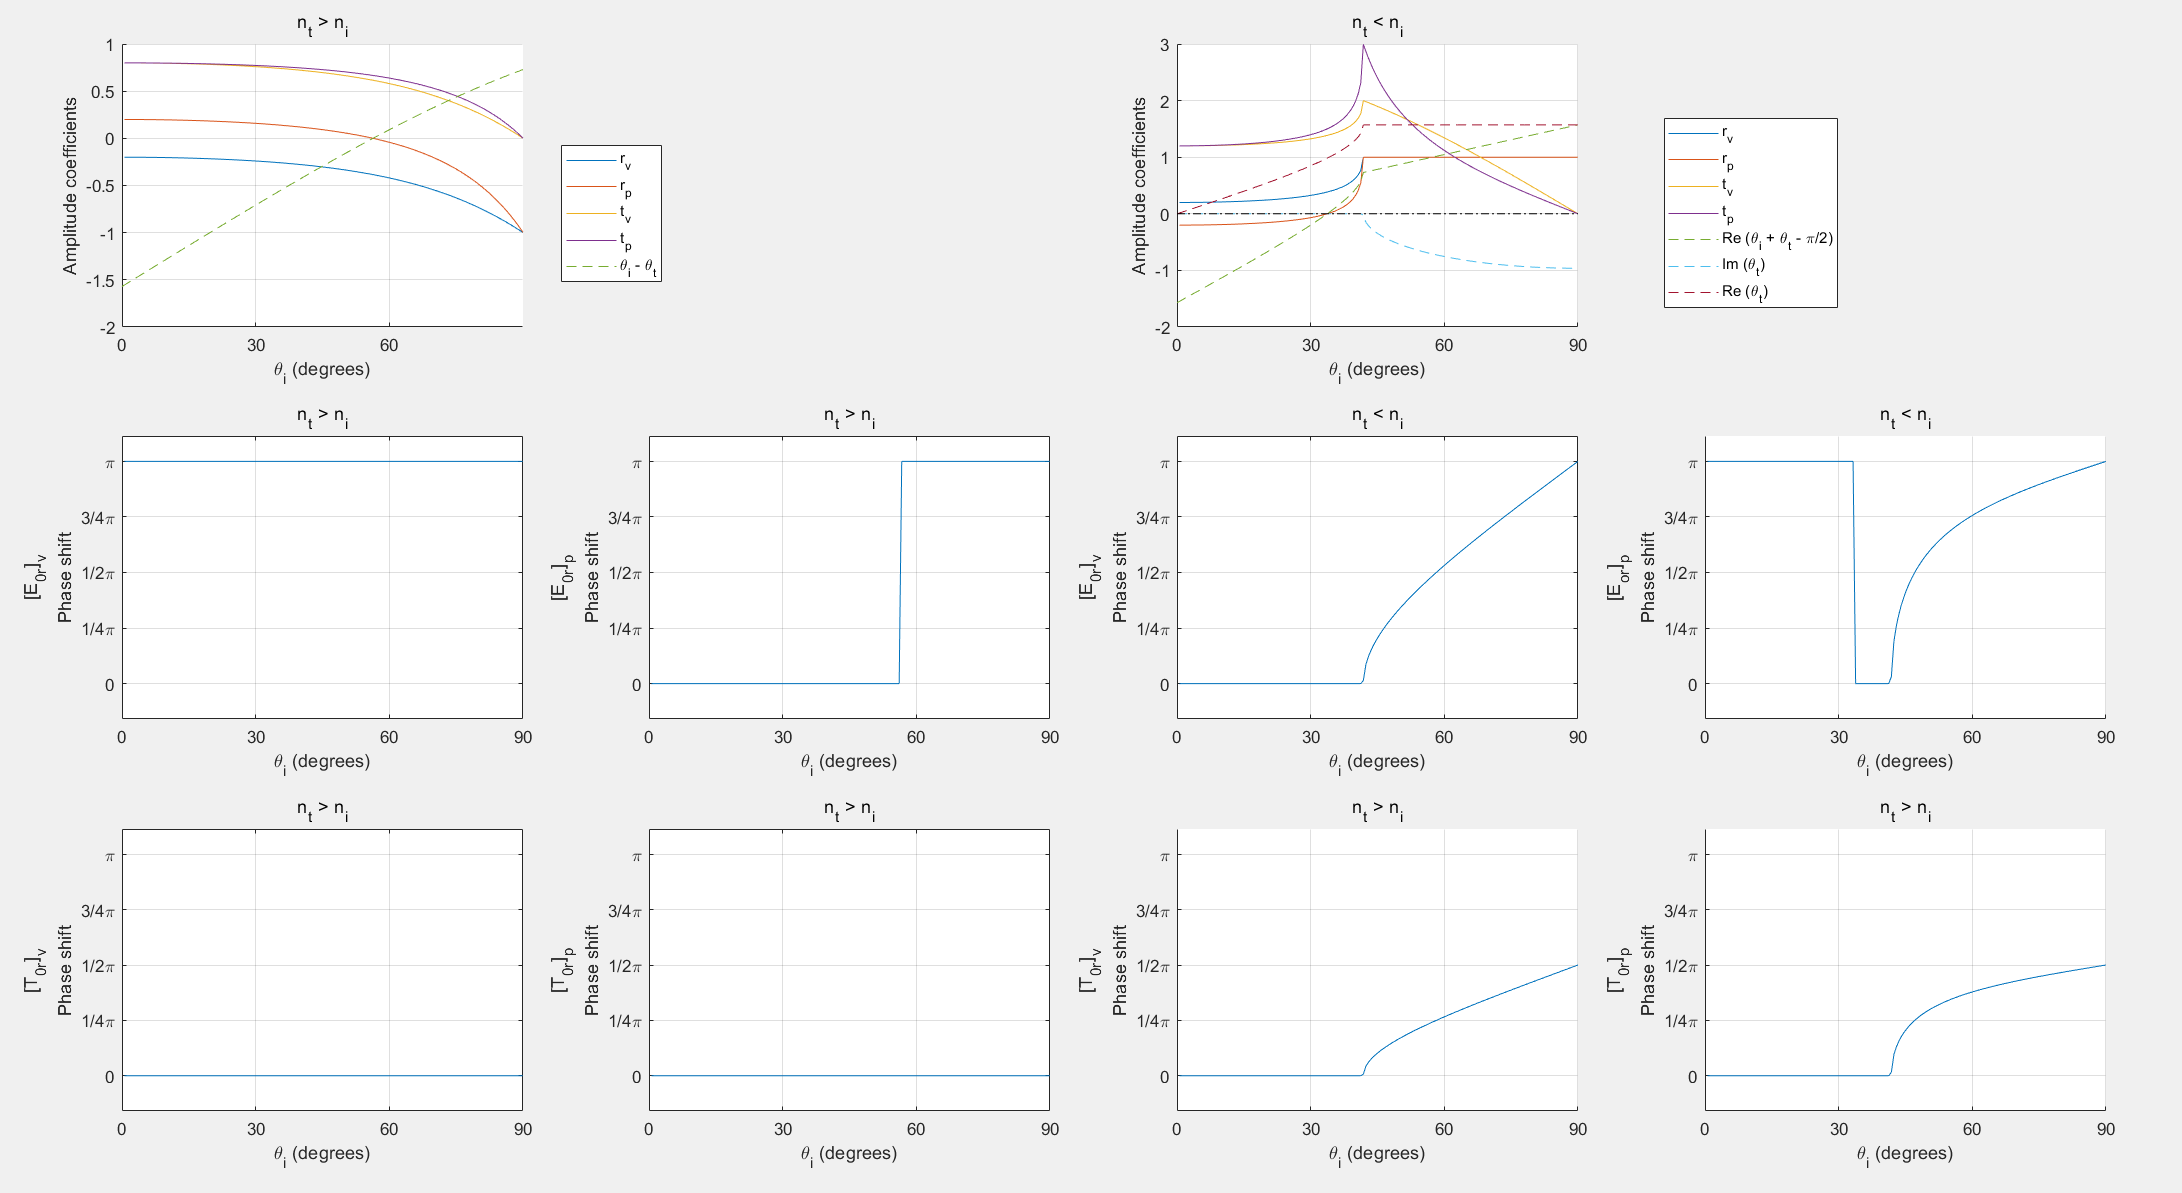 n_t > n_i
1
0.5
0
-0.5
-1
-1.5
-2
Amplitude coefficients
0
30
60
θ_i (degrees)
r_v
r_p
t_v
t_p
θ_i - θ_t
n_t < n_i
3
2
1
0
-1
-2
Amplitude coefficients
0
30
60
90
θ_i (degrees)
r_v
r_p
t_v
t_p
Re (θ_i + θ_t - π/2)
Im (θ_t)
Re (θ_t)
n_t > n_i
π
3/4π
1/2π
1/4π
0
[E_0r]_v
Phase shift
0
30
60
90
θ_i (degrees)
n_t > n_i
π
3/4π
1/2π
1/4π
0
[E_0r]_p
Phase shift
0
30
60
90
θ_i (degrees)
n_t < n_i
π
3/4π
1/2π
1/4π
0
[E_0r]_v
Phase shift
0
30
60
90
θ_i (degrees)
n_t < n_i
π
3/4π
1/2π
1/4π
0
[E_or]_p
Phase shift
0
30
60
90
θ_i (degrees)
n_t > n_i
π
3/4π
1/2π
1/4π
0
[T_0r]_v
Phase shift
0
30
60
90
θ_i (degrees)
n_t > n_i
π
3/4π
1/2π
1/4π
0
[T_0r]_p
Phase shift
0
30
60
90
θ_i (degrees)
n_t > n_i
π
3/4π
1/2π
1/4π
0
[T_0r]_v
Phase shift
0
30
60
90
θ_i (degrees)
n_t > n_i
π
3/4π
1/2π
1/4π
0
[T_0r]_p
Phase shift
0
30
60
90
θ_i (degrees)